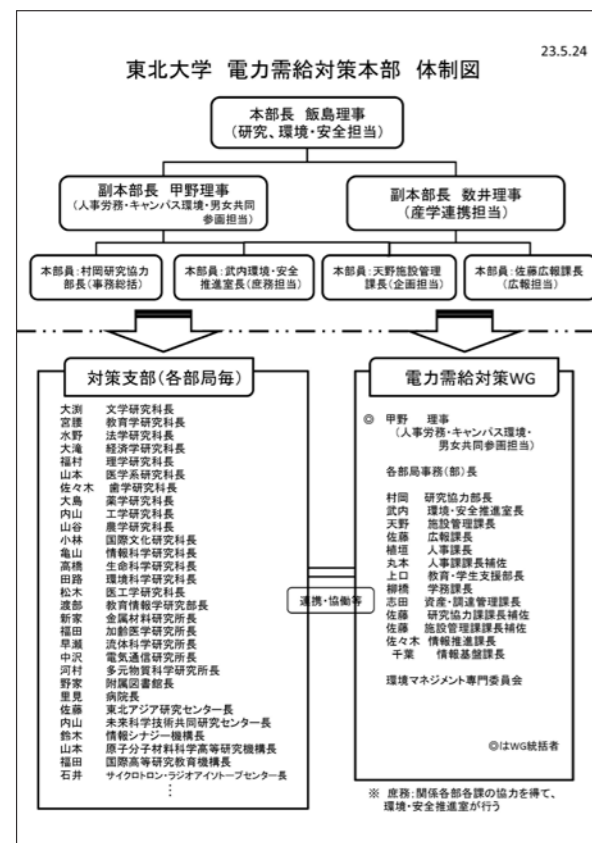 23.5.24
東北大学 電力需給対策本部 体制図
本部長 飯島理事
(研究、環境・安全担当)
副本部長 甲野理事
(人事労務・キャンパス環境・男女共同
参画担当)
副本部長 数井理事
(産学連携担当)
本部員:村岡研究協力
部長(事務総括)
本部員:武内環境・安全
推進室長(庶務担当)
本部員:天野施設管理
課長(企画担当)
本部員:佐藤広報課長
(広報担当)
対策支部(各部局毎)
大渕 文学研究科長
宮腰 教育学研究科長
水野 法学研究科長
大滝 経済学研究科長
福村 理学研究科長
山本 医学系研究科長
佐々木 歯学研究科長
大島 薬学研究科長
内山 工学研究科長
山谷 農学研究科長
小林 国際文化研究科長
亀山 情報科学研究科長
高橋 生命科学研究科長
田路 環境科学研究科長
松木 医工学研究科長
渡部 教育情報学研究部長
新家 金属材料研究所長
福田 加齢医学研究所長
早瀬 流体科学研究所長
中沢 電気通信研究所長
河村 多元物質科学研究所長
野家 附属図書館長
里見 病院長
佐藤 東北アジア研究センター長
内山 未来科学技術共同研究センター長
鈴木 情報シナジー機構長
山本 原子分子材料科学高等研究機構長
福田 国際高等研究教育機構長
石井 サイクロトロン・ラジオアイソトープセンター長
⋮
連携・協働等
電力需給対策WG
◎ 甲野 理事
(人事労務・キャンパス環境・
男女共同参画担当)
各部局事務(部)長
村岡 研究協力部長
武内 環境・安全推進室長
天野 施設管理課長
佐藤 広報課長
植垣 人事課長
丸本 人事課課長補佐
上口 教育・学生支援部長
柳橋 学務課長
志田 資産・調達管理課長
佐藤 研究協力課課長補佐
佐藤 施設管理課課長補佐
佐々木 情報推進課長
千葉 情報基盤課長
環境マネジメント専門委員会
◎はWG統括者
※ 庶務:関係各部各課の協力を得て、
環境・安全推進室が行う